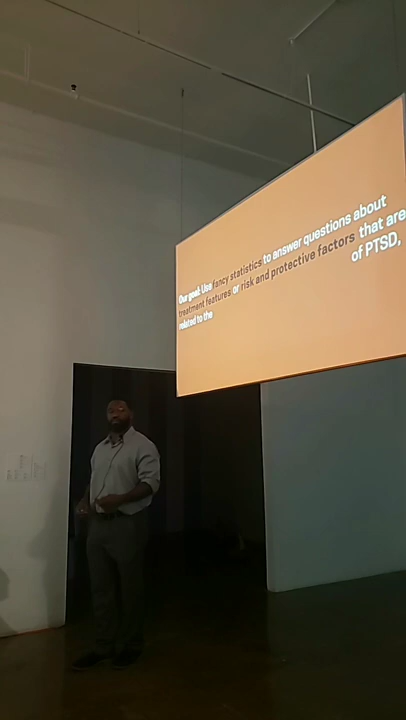 Our goal: Use fancy statistics to answer questions about
treatment features or risk and protective factors that are
related to the of PTSD,